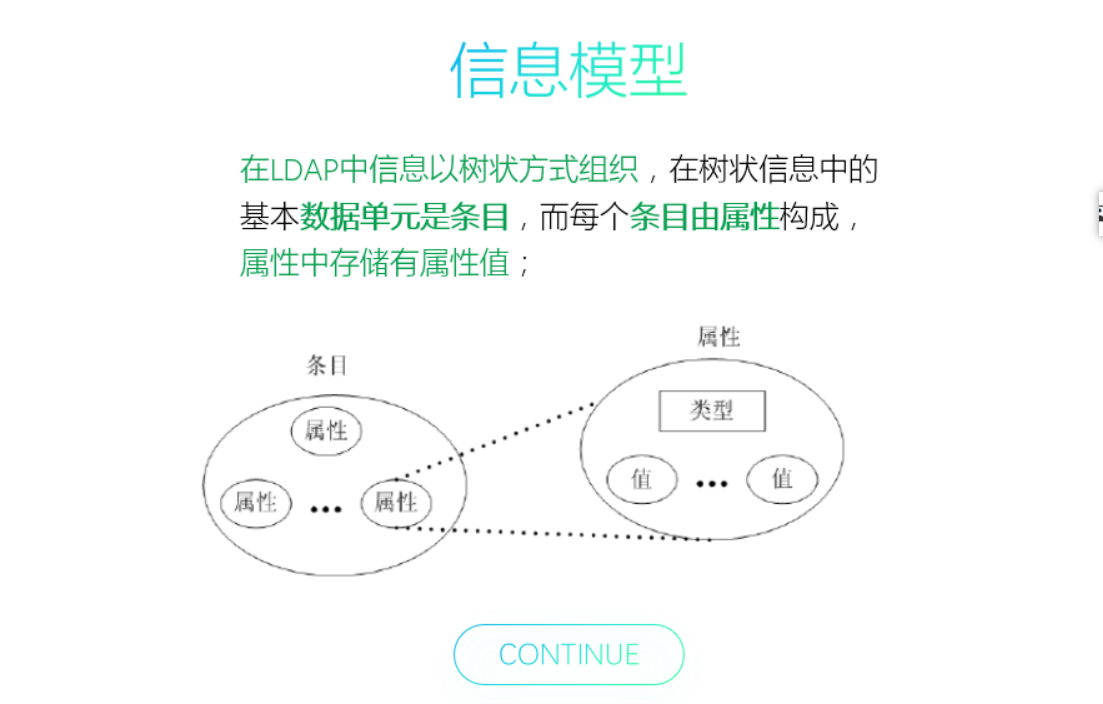 信息模型
在LDAP中信息以树状方式组织，在树状信息中的
基本数据单元是条目，而每个条目由属性构成，
属性中存储有属性值；
条目
属性
属性 ••• 属性
属性
类型
值 ••• 值
CONTINUE